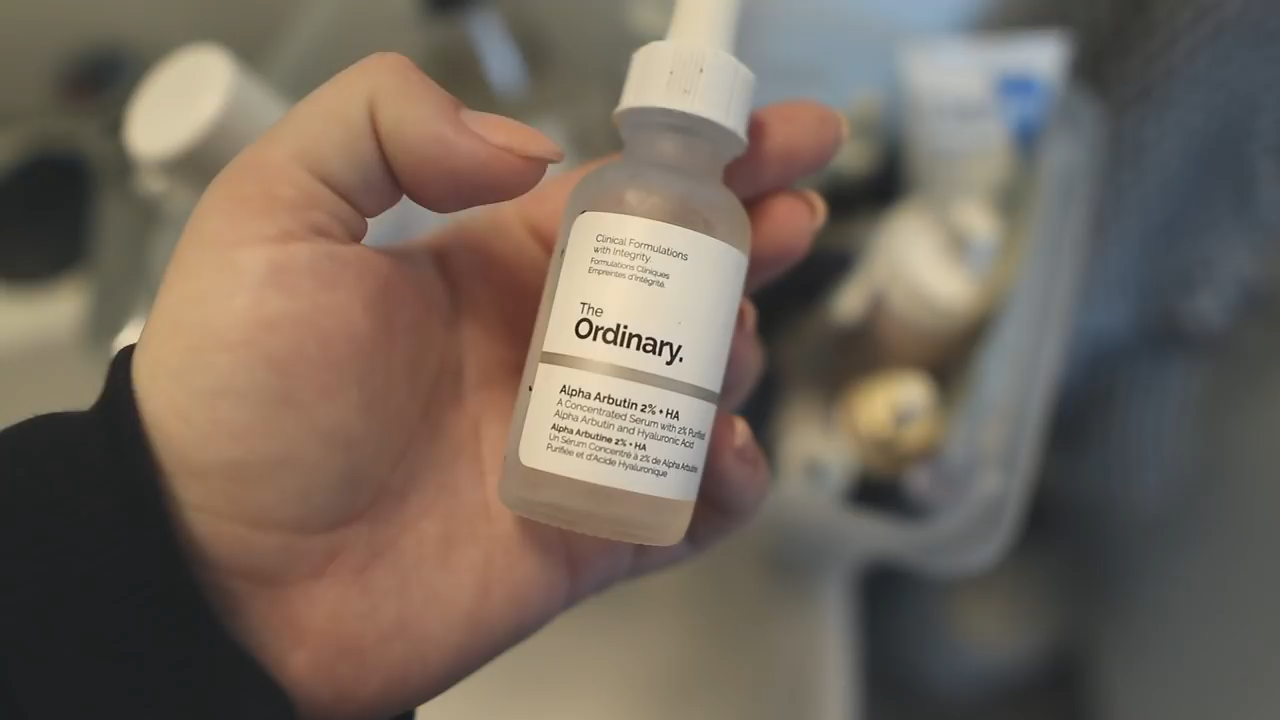 Clinical Formulations
with Integrity.
Formulations Cliniques
Empreintes d'Intégrité.
The
Ordinary.
Alpha Arbutin 2% + HA
A Concentrated Serum with 2% Purified
Alpha Arbutin and Hyaluronic Acid
Alpha Arbutine 2% + HA
Un Sérum Concentré à 2% de Alpha Arbutine
Purifiée et d'Acide Hyaluronique